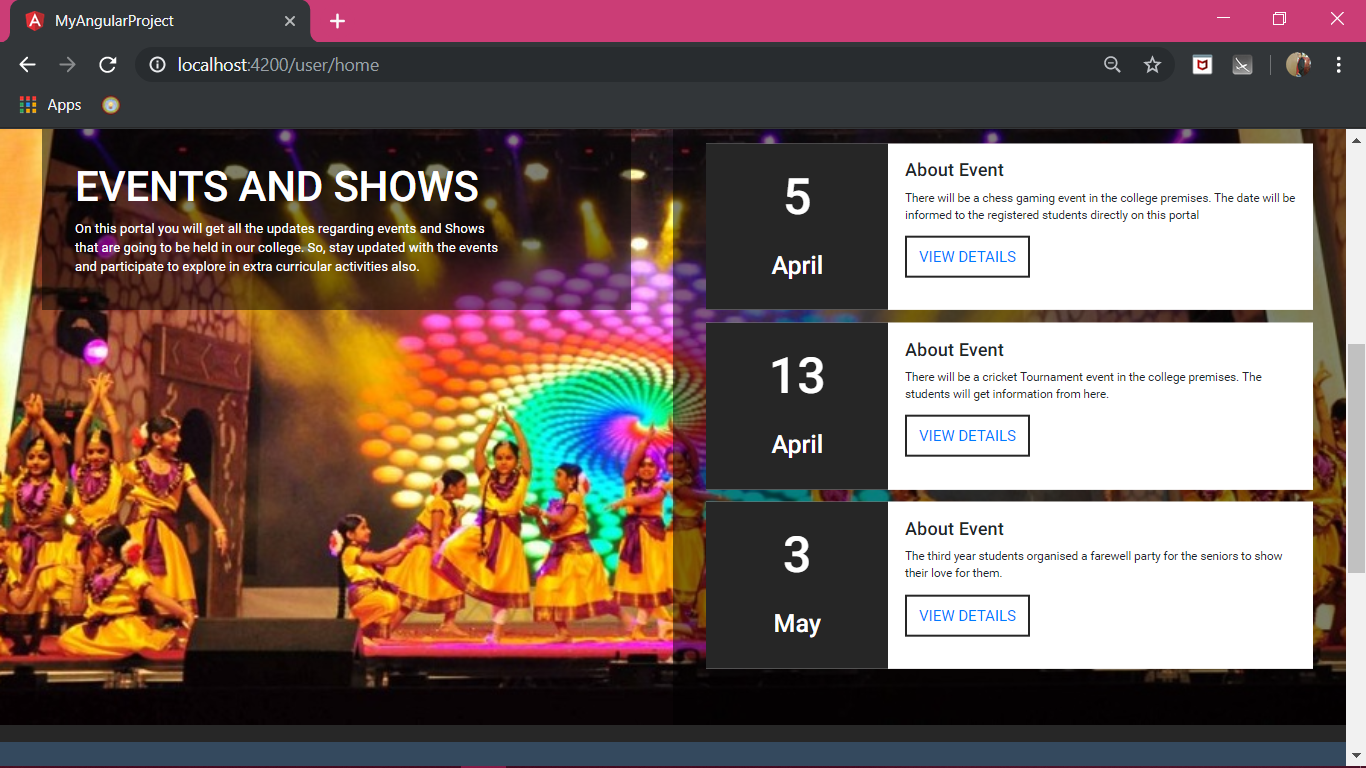 MyAngularProject
localhost:4200/user/home
Apps
EVENTS AND SHOWS
On this portal you will get all the updates regarding events and Shows
that are going to be held in our college. So, stay updated with the events
and participate to explore in extra curricular activities also.
5
April
About Event
There will be a chess gaming event in the college premises. The date will be
informed to the registered students directly on this portal
VIEW DETAILS
13
April
About Event
There will be a cricket Tournament event in the college premises. The
students will get information from here.
VIEW DETAILS
3
May
About Event
The third year students organised a farewell party for the seniors to show
their love for them.
VIEW DETAILS